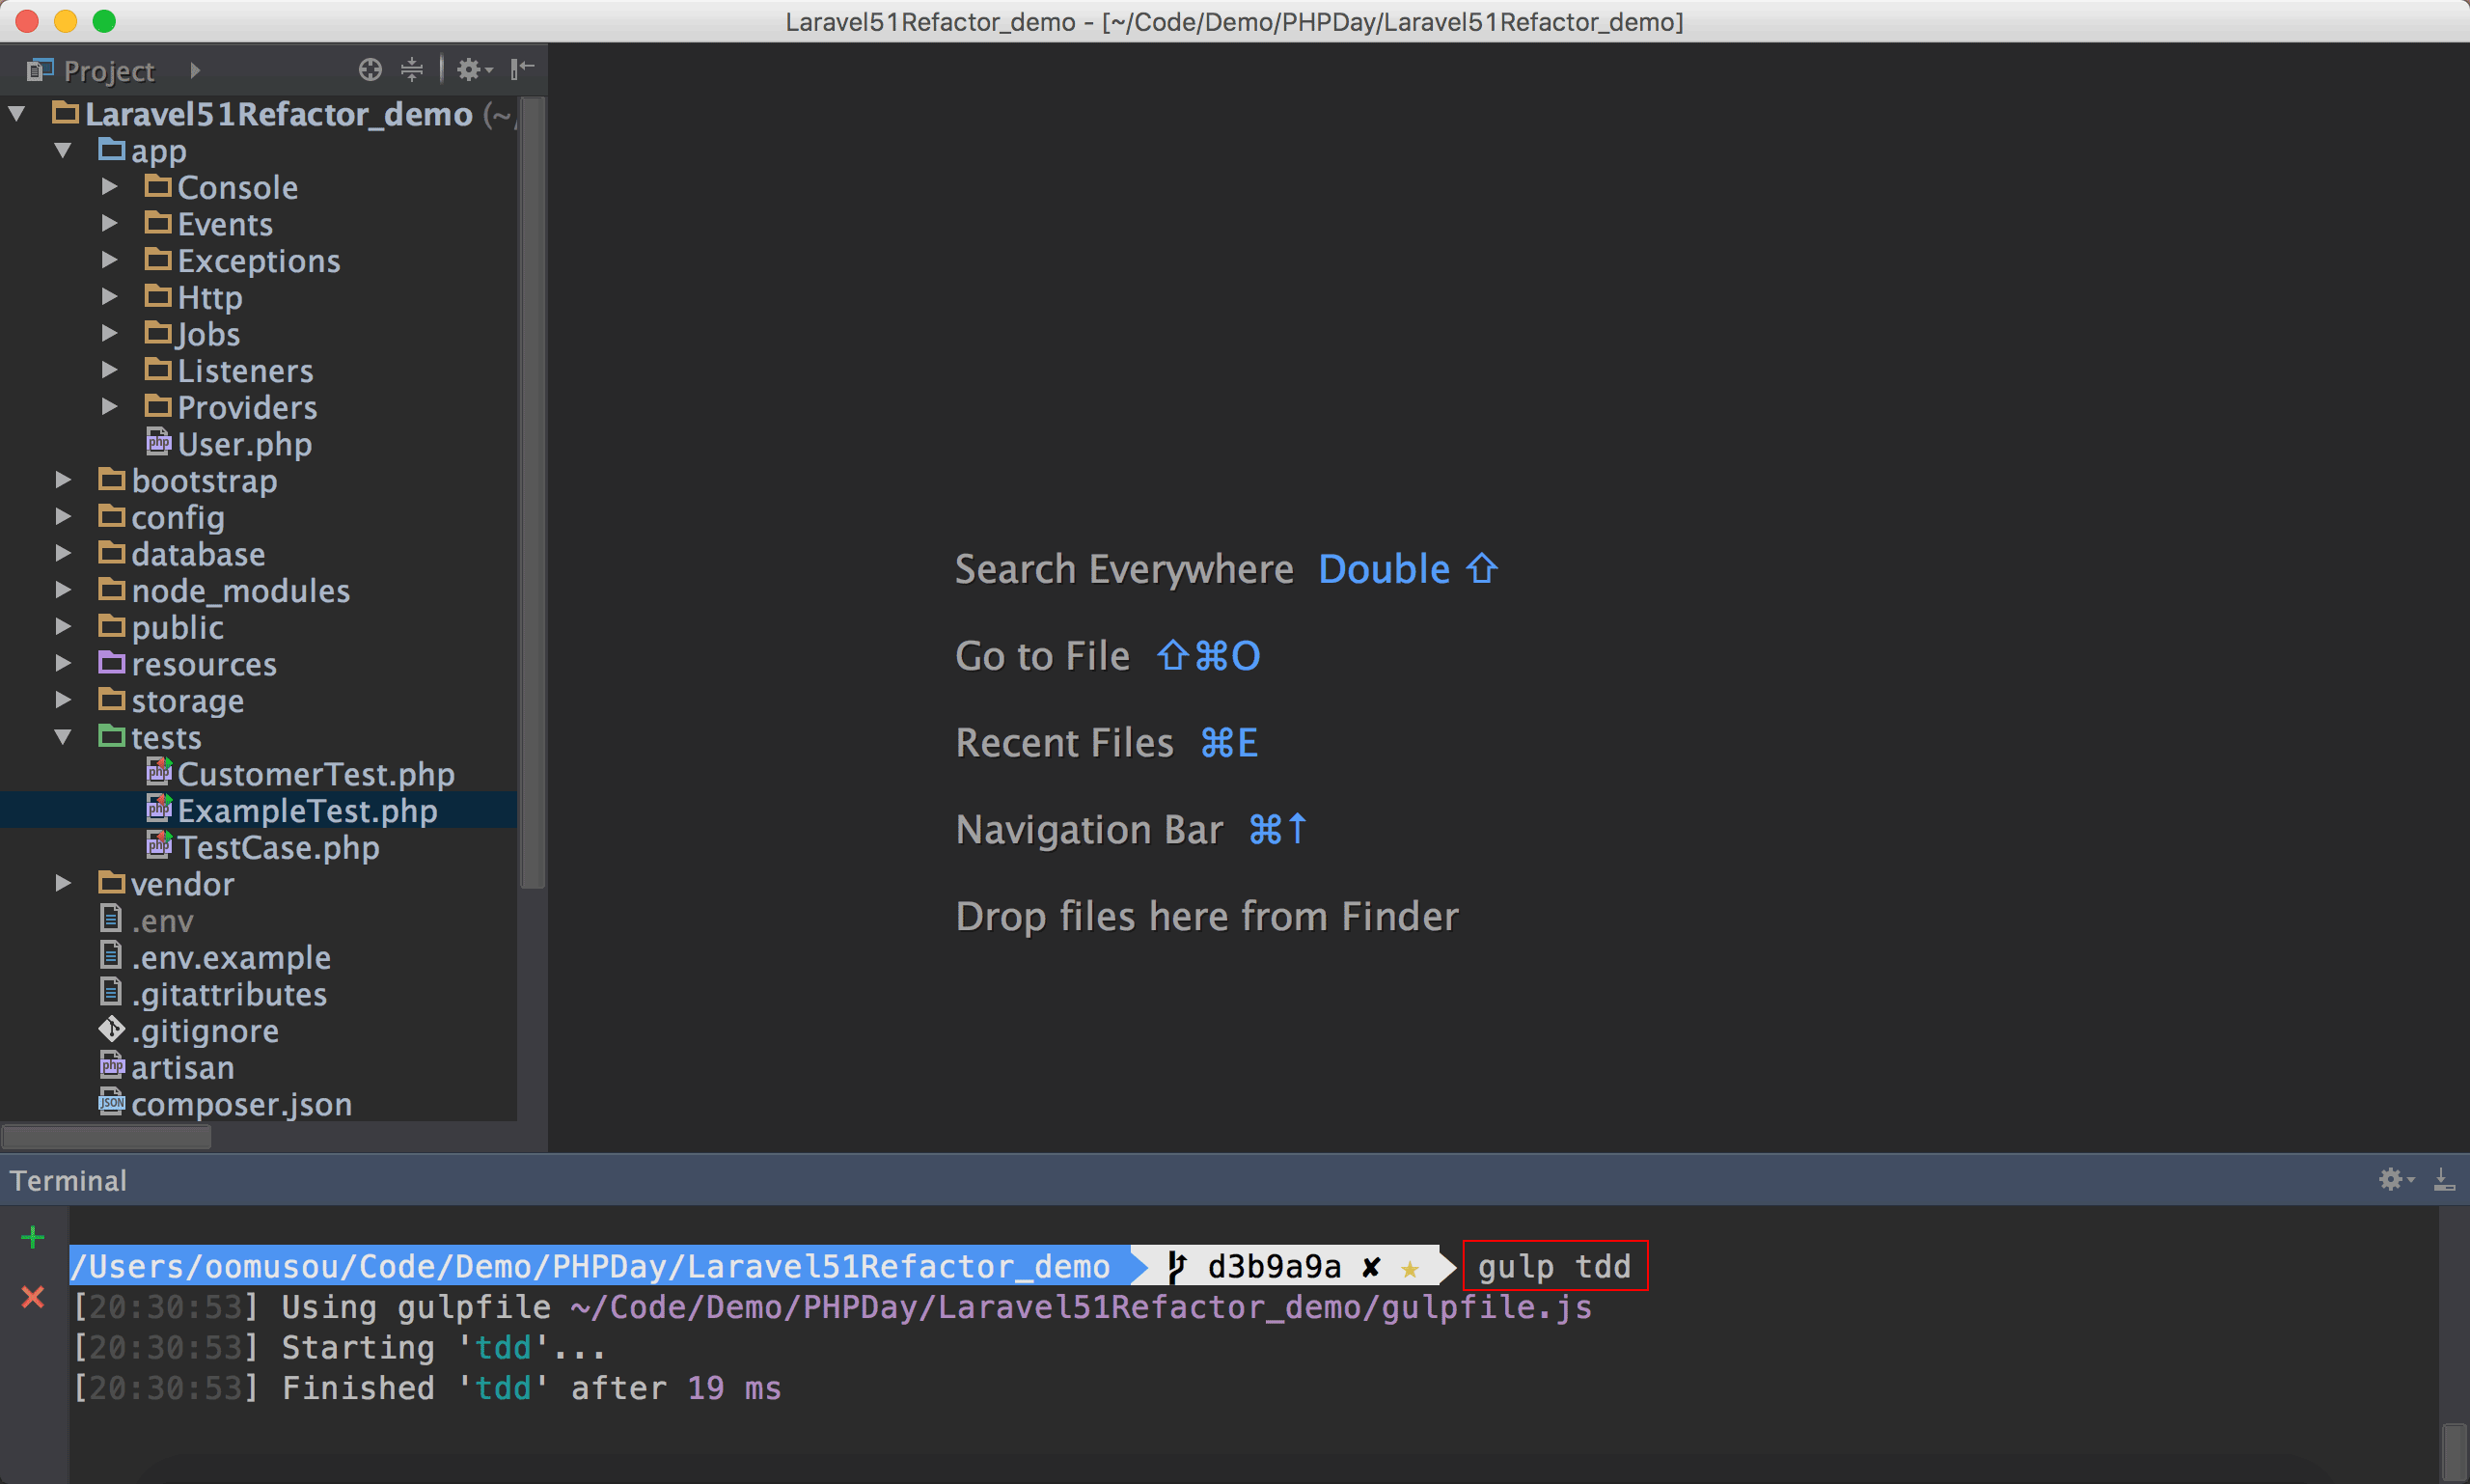 Laravel51Refactor_demo - [~/Code/Demo/PHPDay/Laravel51Refactor_demo]
Project
Laravel51Refactor_demo (~/
app
Console
Events
Exceptions
Http
Jobs
Listeners
Providers
User.php
bootstrap
config
database
node_modules
public
resources
storage
tests
CustomerTest.php
ExampleTest.php
TestCase.php
vendor
.env
.env.example
.gitattributes
.gitignore
artisan
composer.json
Search Everywhere Double ⇧
Go to File ⇧⌘O
Recent Files ⌘E
Navigation Bar ⌘↑
Drop files here from Finder
Terminal
/Users/oomusou/Code/Demo/PHPDay/Laravel51Refactor_demo d3b9a9a ✘ ★ gulp tdd
[20:30:53] Using gulpfile ~/Code/Demo/PHPDay/Laravel51Refactor_demo/gulpfile.js
[20:30:53] Starting 'tdd'...
[20:30:53] Finished 'tdd' after 19 ms